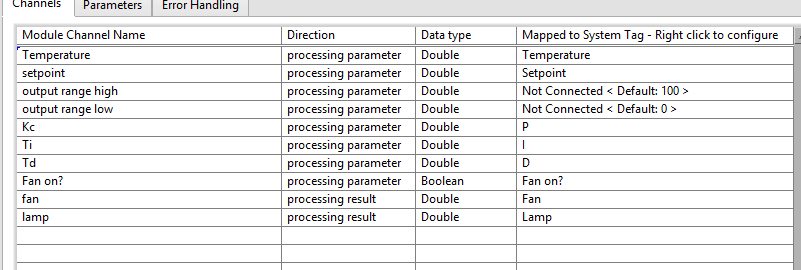 Channels Parameters Error Handling
Module Channel Name Direction Data type Mapped to System Tag - Right click to configure
Temperature processing parameter Double Temperature
setpoint processing parameter Double Setpoint
output range high processing parameter Double Not Connected < Default: 100 >
output range low processing parameter Double Not Connected < Default: 0 >
Kc processing parameter Double P
Ti processing parameter Double I
Td processing parameter Double D
Fan on? processing parameter Boolean Fan on?
fan processing result Double Fan
lamp processing result Double Lamp